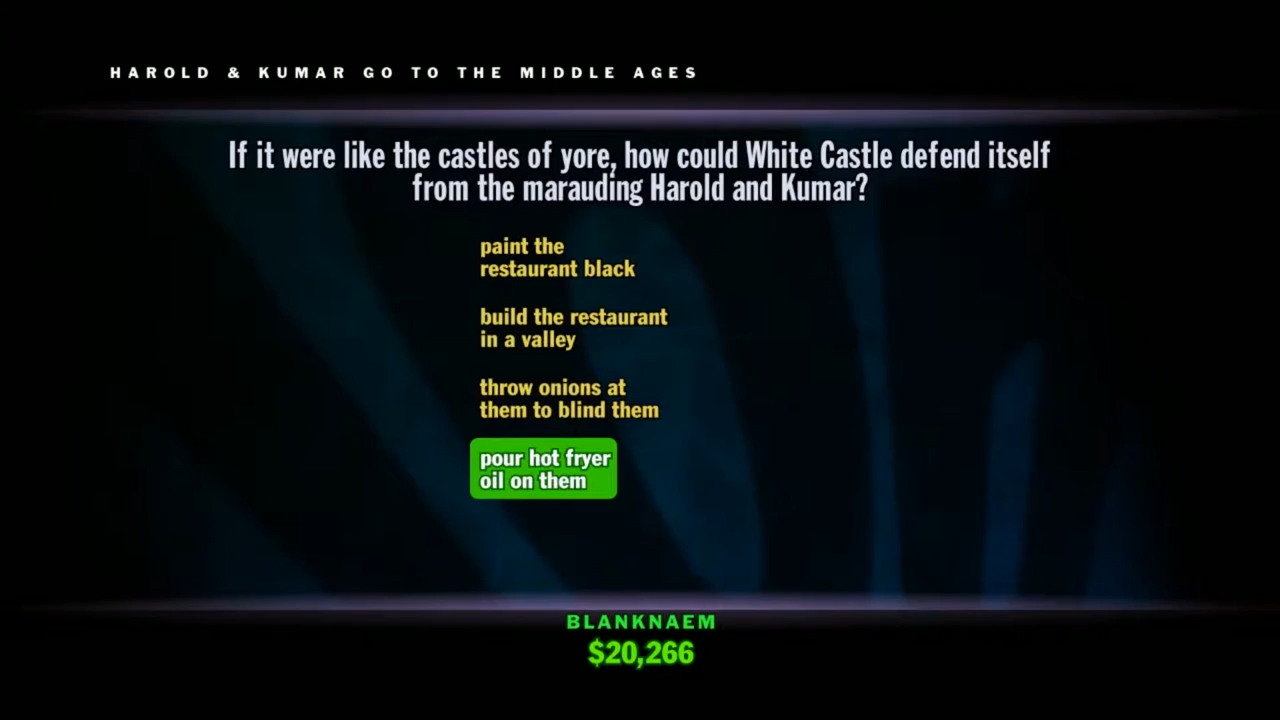 HAROLD & KUMAR GO TO THE MIDDLE AGES
If it were like the castles of yore, how could White Castle defend itself
from the marauding Harold and Kumar?
paint the
restaurant black
build the restaurant
in a valley
throw onions at
them to blind them
pour hot fryer
oil on them
BLANKNAEM
$20,266